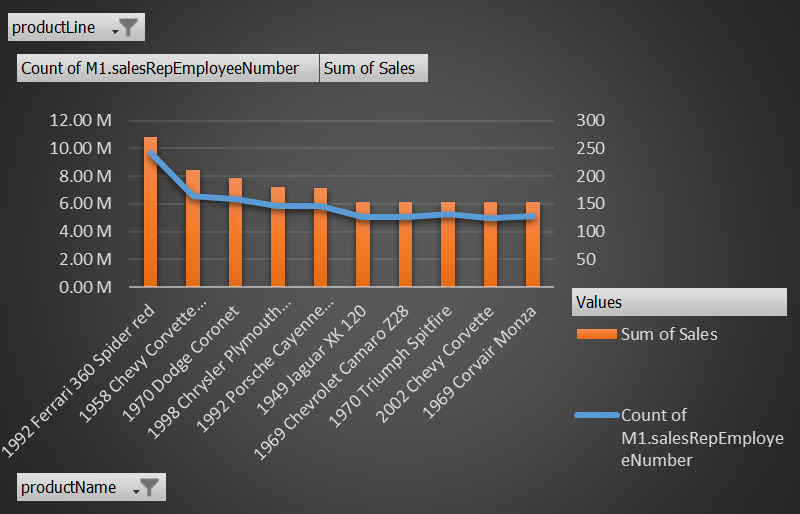 productLine
Count of M1.salesRepEmployeeNumber
Sum of Sales
12.00 M
10.00 M
8.00 M
6.00 M
4.00 M
2.00 M
0.00 M
300
250
200
150
100
50
1992 Ferrari 360 Spider red
1958 Chevy Corvette...
1970 Dodge Coronet
1998 Chrysler Plymouth...
1992 Porsche Cayenne...
1949 Jaguar XK 120
1969 Chevrolet Camaro Z28
1970 Triumph Spitfire
2002 Chevy Corvette
1969 Corvair Monza
Values
Sum of Sales
Count of
M1.salesRepEmploye
eNumber
productName